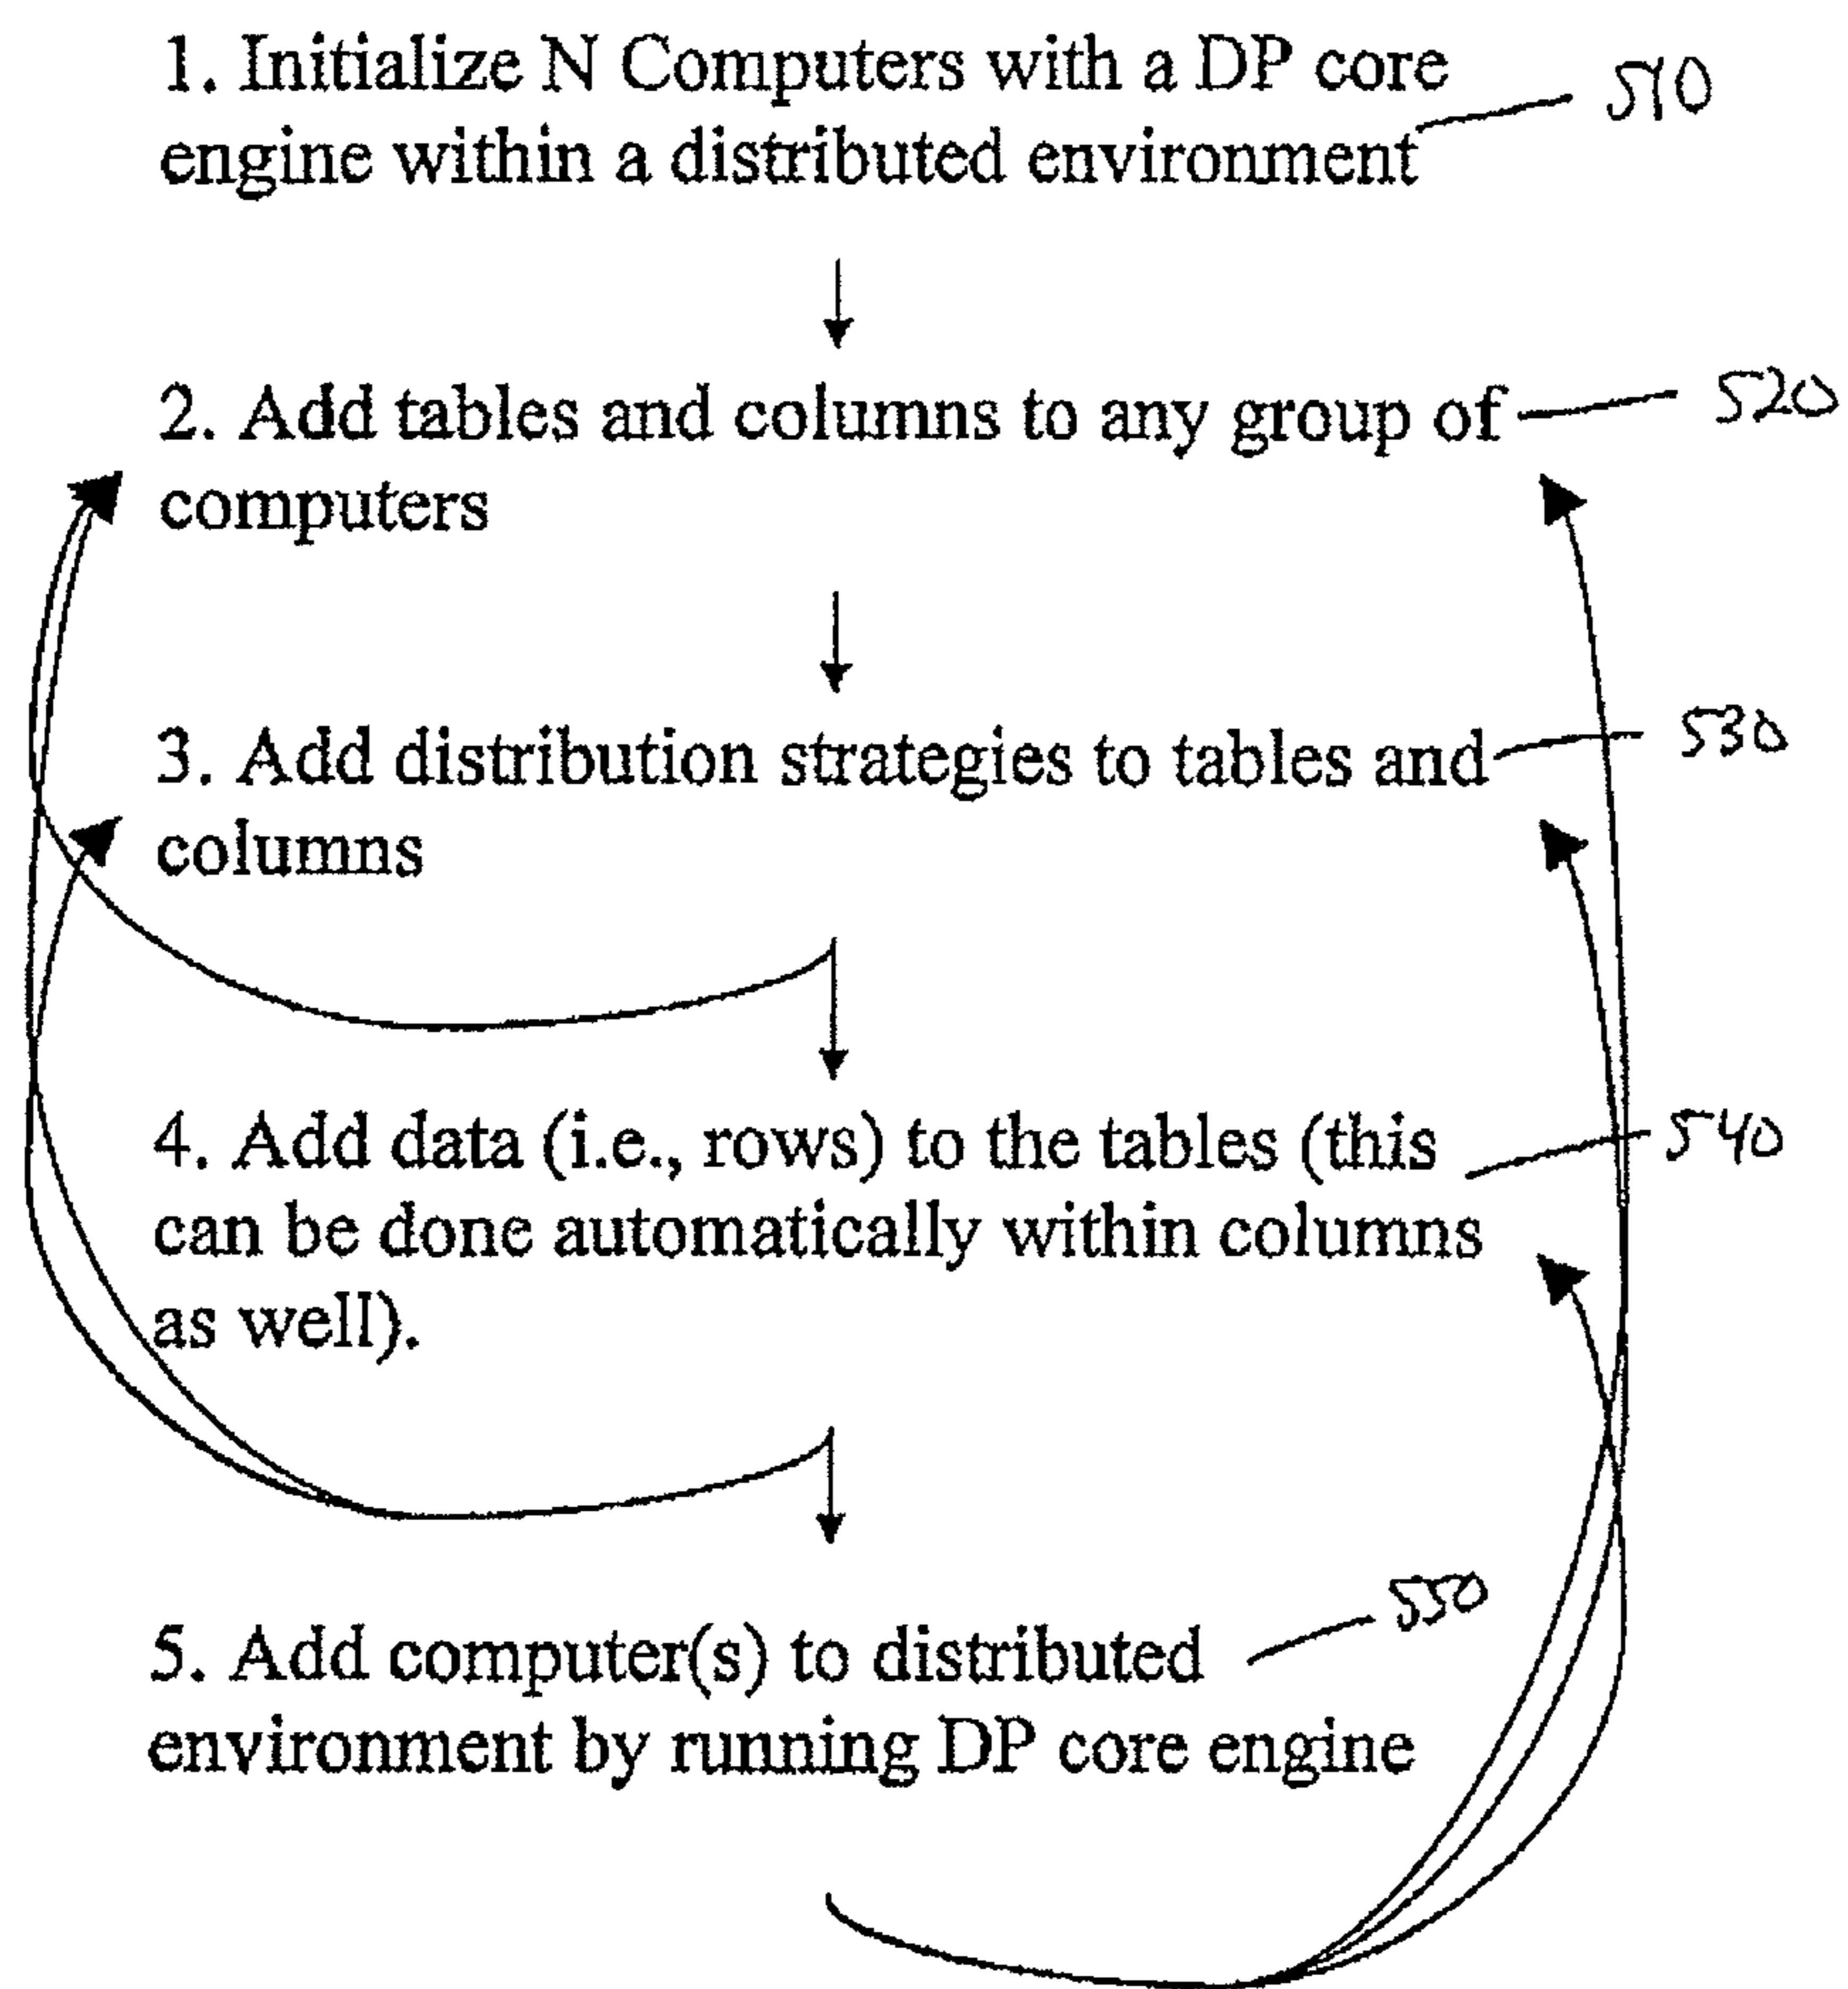 1. Initialize N Computers with a DP core
engine within a distributed environment
510
2. Add tables and columns to any group of
520
computers
3. Add distribution strategies to tables and
530
columns
4. Add data (i.e., rows) to the tables (this
540
can be done automatically within columns
as well).
550
5. Add computer(s) to distributed
environment by running DP core engine